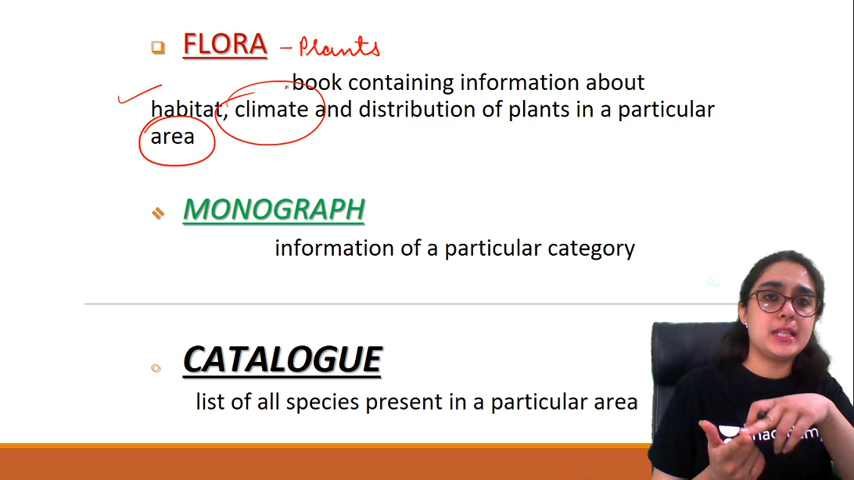 FLORA - Plants
book containing information about
habitat, climate and distribution of plants in a particular
area
MONOGRAPH
information of a particular category
CATALOGUE
list of all species present in a particular area